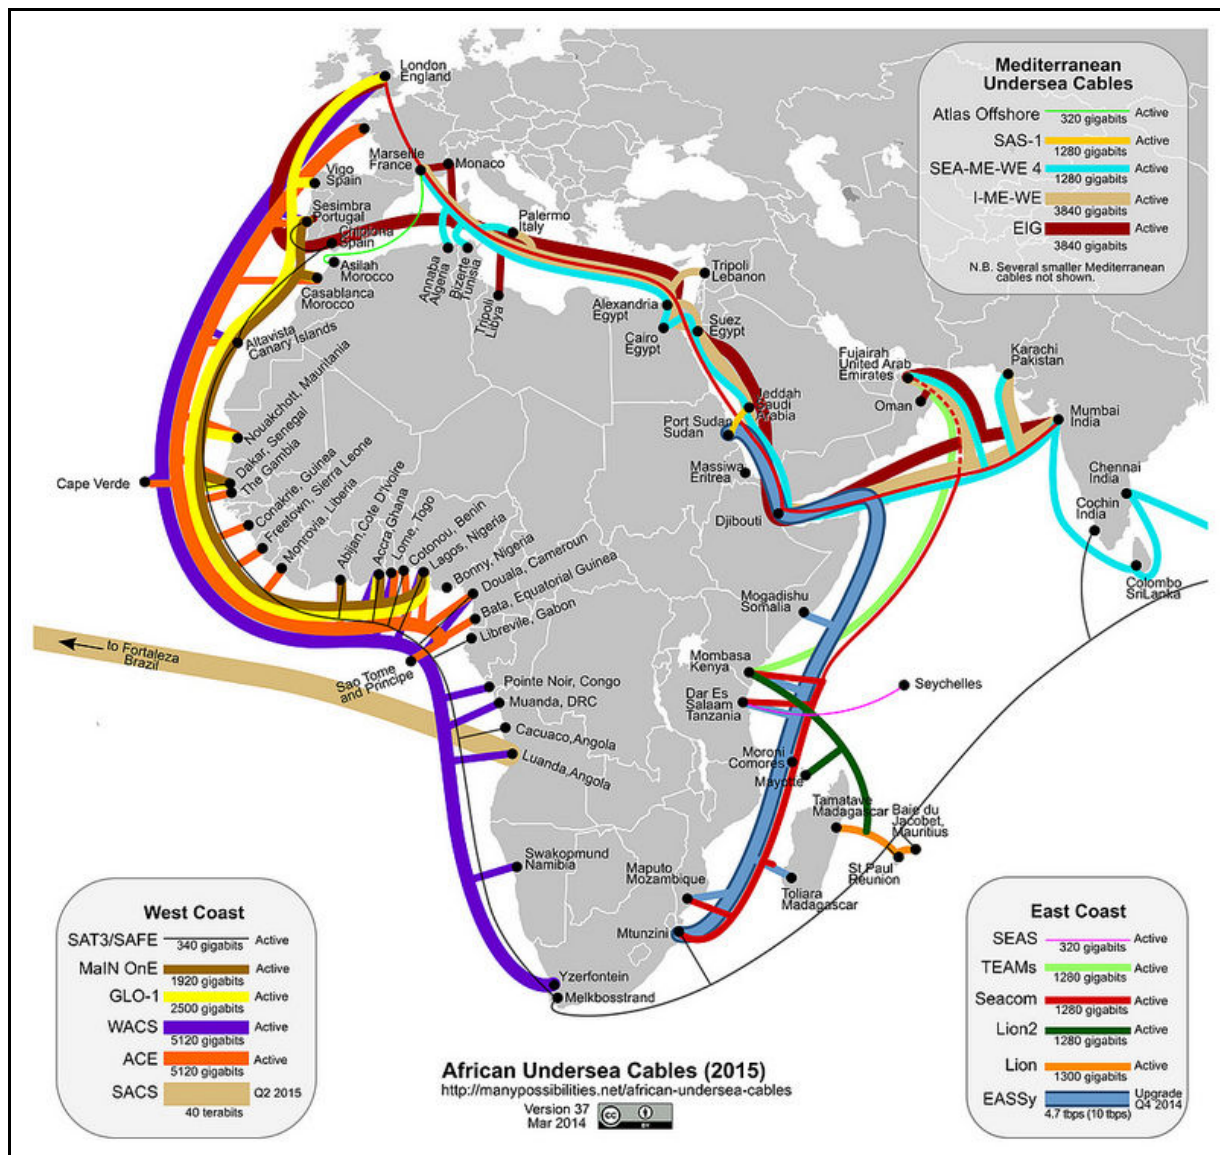 London
England
Marseille
France
Monaco
Vigo
Spain
Sesimbra
Portugal
Chipiona
Spain
Asilah
Morocco
Casablanca
Morocco
Altavista
Canary Islands
Annaba
Algeria
Bizerte
Tunisia
Palermo
Italy
Tripoli
Libya
Tripoli
Lebanon
Alexandria
Egypt
Cairo
Egypt
Suez
Egypt
Jeddah
Saudi
Arabia
Port Sudan
Sudan
Massiwa
Eritrea
Djibouti
Fujairah
United Arab
Emirates
Oman
Karachi
Pakistan
Mumbai
India
Chennai
India
Cochin
India
Colombo
SriLanka
Nouakchott, Mauritania
Dakar, Senegal
The Gambia
Cape Verde
Conakrie, Guinea
Freetown, Sierra Leone
Monrovia, Liberia
Abijan,Cote D'Ivoire
Accra,Ghana
Lome, Togo
Cotonou, Benin
Lagos, Nigeria
Bonny, Nigeria
Douala, Cameroun
Bata, Equatorial Guinea
Librevile, Gabon
Sao Tome
and Principe
to Fortaleza
Brazil
Pointe Noir, Congo
Muanda, DRC
Cacuaco,Angola
Luanda,Angola
Swakopmund
Namibia
Yzerfontein
Melkbosstrand
Mtunzini
Maputo
Mozambique
Toliara
Madagascar
Mogadishu
Somalia
Mombasa
Kenya
Dar Es
Salaam
Tanzania
Seychelles
Moroni
Comores
Mayotte
Tamatave
Madagascar
Baie du
Jacobet,
Mauritius
St Paul
Reunion
Mediterranean
Undersea Cables
Atlas Offshore 320 gigabits Active
SAS-1 1280 gigabits Active
SEA-ME-WE 4 1280 gigabits Active
I-ME-WE 3840 gigabits Active
EIG 3840 gigabits Active
N.B. Several smaller Mediterranean
cables not shown.
West Coast
SAT3/SAFE 340 gigabits Active
MaIN OnE 1920 gigabits Active
GLO-1 2500 gigabits Active
WACS 5120 gigabits Active
ACE 5120 gigabits Active
SACS 40 terabits Q2 2015
East Coast
SEAS 320 gigabits Active
TEAMs 1280 gigabits Active
Seacom 1280 gigabits Active
Lion2 1280 gigabits Active
Lion 1300 gigabits Active
EASSy 4.7 tbps (10 tbps) Upgrade
Q4 2014
African Undersea Cables (2015)
http://manypossibilities.net/african-undersea-cables
Version 37
Mar 2014
cc
BY